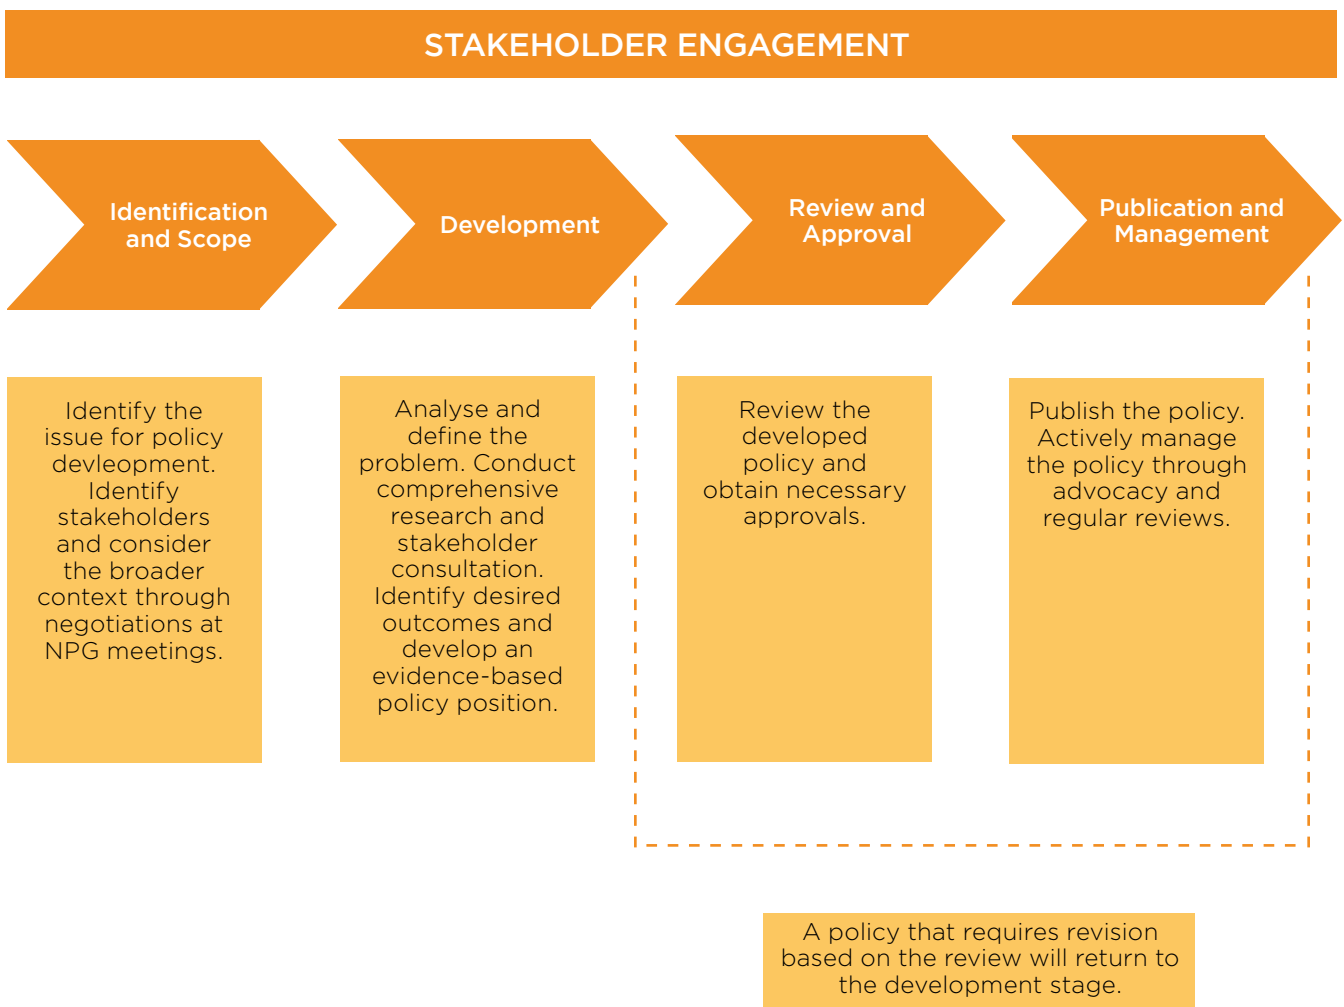 STAKEHOLDER ENGAGEMENT
Identification
and Scope
Development
Review and
Approval
Publication and
Management
Identify the
issue for policy
devleopment.
Identify
stakeholders
and consider
the broader
context through
negotiations at
NPG meetings.
Analyse and
define the
problem. Conduct
comprehensive
research and
stakeholder
consultation.
Identify desired
outcomes and
develop an
evidence-based
policy position.
Review the
developed
policy and
obtain necessary
approvals.
Publish the policy.
Actively manage
the policy through
advocacy and
regular reviews.
A policy that requires revision
based on the review will return to
the development stage.